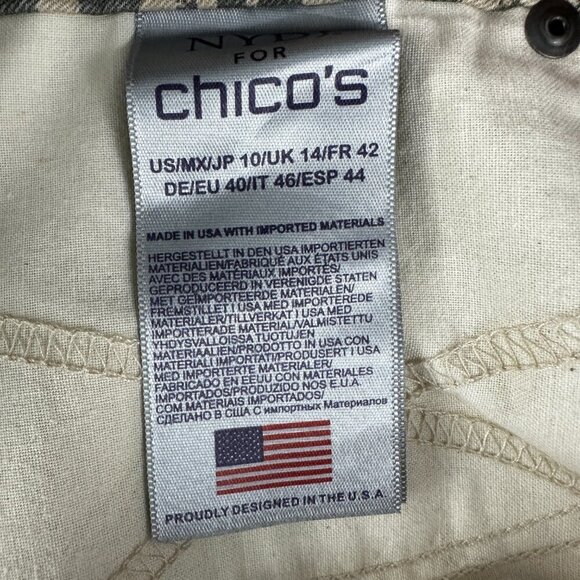 FOR
chico's
US/MX/JP 10/UK 14/FR 42
DE/EU 40/IT 46/ESP 44
MADE IN USA WITH IMPORTED MATERIALS
HERGESTELLT IN DEN USA IMPORTIERTEN
MATERIALIEN/FABRIQUÉ AUX ÉTATS UNIS
AVEC DES MATERIAUX IMPORTÉS/
GEPRODUCEERD IN VERENIGDE STATEN
MET GEÏMPORTEERDE MATERIALEN/
FREMSTILLET I USA MED IMPORTEREDE
MATERIALER/TILLVERKAT I USA MED
IMPORTERADE MATERIAL/VALMISTETTU
YHDYSVALLOISSA TUOTULLA
MATERIAALIEN/PRODOTTO IN USA CON
MATERIALI IMPORTATI/PRODUSERT I USA
MED IMPORTERTE MATERIALER/
FABRICADO EN EEUU CON MATERIALES
IMPORTADOS/PRODUZIDO NOS E.U.A.
COM MATERIAIS IMPORTADOS/
СДЕЛАНО В США С импортных Материалов
PROUDLY DESIGNED IN THE U.S.A.